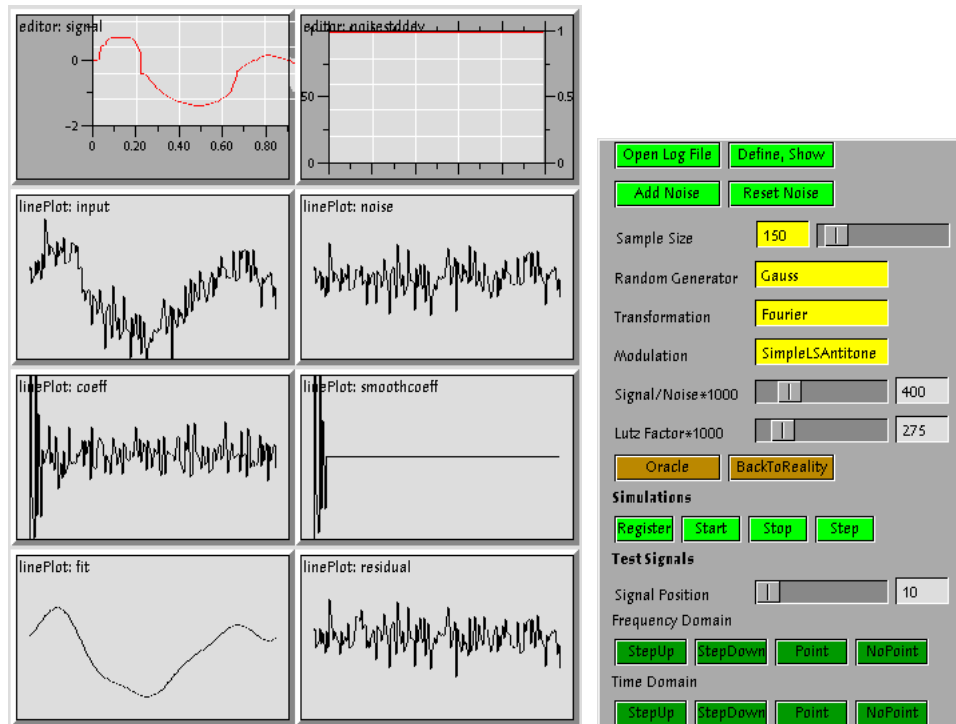 editor: signal
0
−2
0 0.20 0.40 0.60 0.80
editor: noisestddev
1 1
50 0.5
0 0
linePlot: input
linePlot: noise
linePlot: coeff
linePlot: smoothcoeff
linePlot: fit
linePlot: residual
Open Log File Define, Show
Add Noise Reset Noise
Sample Size 150
Random Generator Gauss
Transformation Fourier
Modulation SimpleLSAntitone
Signal/Noise*1000 400
Lutz Factor*1000 275
Oracle BackToReality
Simulations
Register Start Stop Step
Test Signals
Signal Position 10
Frequency Domain
StepUp StepDown Point NoPoint
Time Domain
StepUp StepDown Point NoPoint